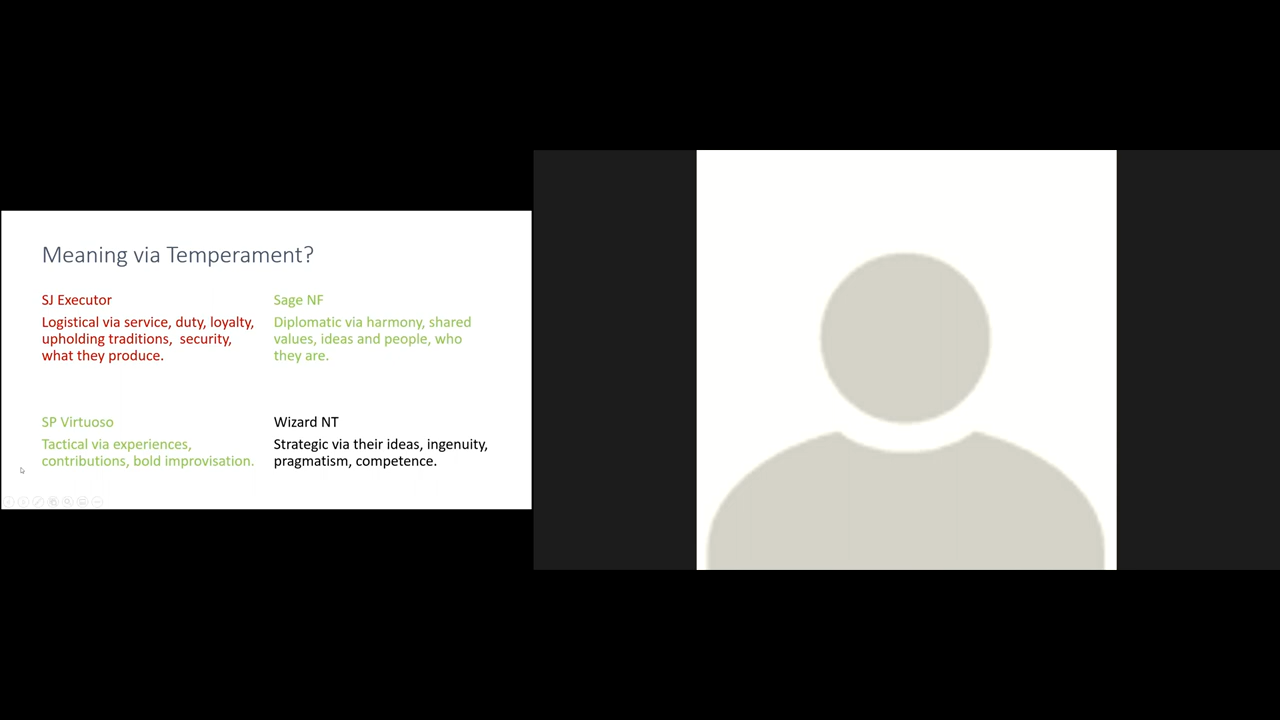 Meaning via Temperament?
SJ Executor
Logistical via service, duty, loyalty,
upholding traditions,  security,
what they produce.
Sage NF
Diplomatic via harmony, shared
values, ideas and people, who
they are.
SP Virtuoso
Tactical via experiences,
contributions, bold improvisation.
Wizard NT
Strategic via their ideas, ingenuity,
pragmatism, competence.